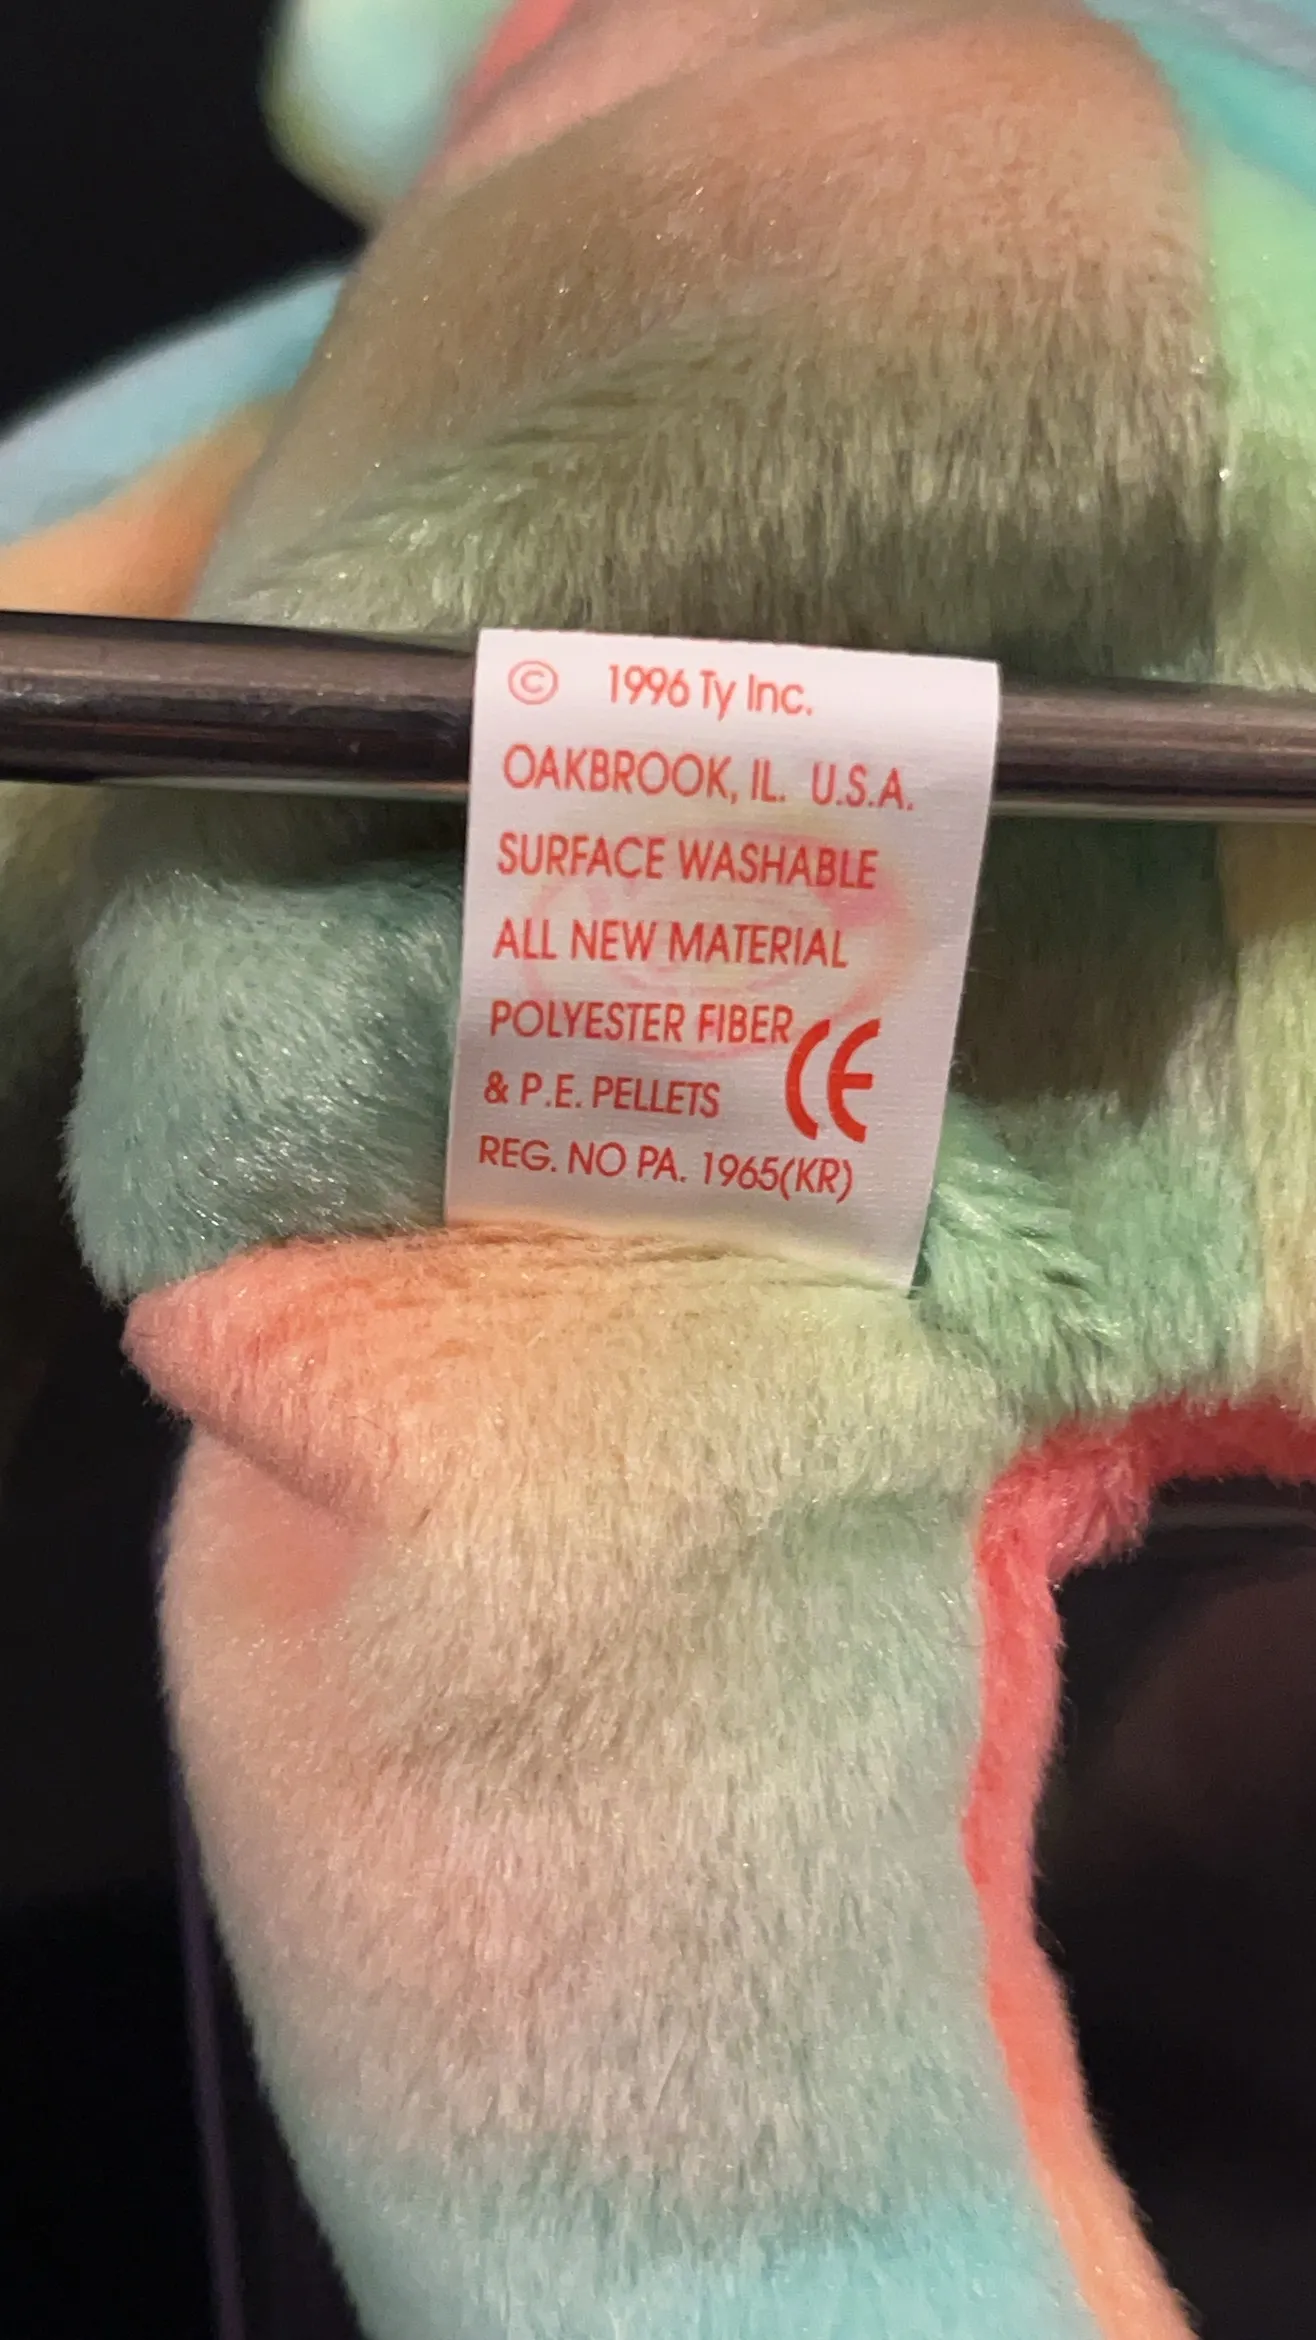 © 1996 Ty Inc.
OAKBROOK, IL. U.S.A.
SURFACE WASHABLE
ALL NEW MATERIAL
POLYESTER FIBER
& P.E. PELLETS CE
REG. NO PA. 1965(KR)